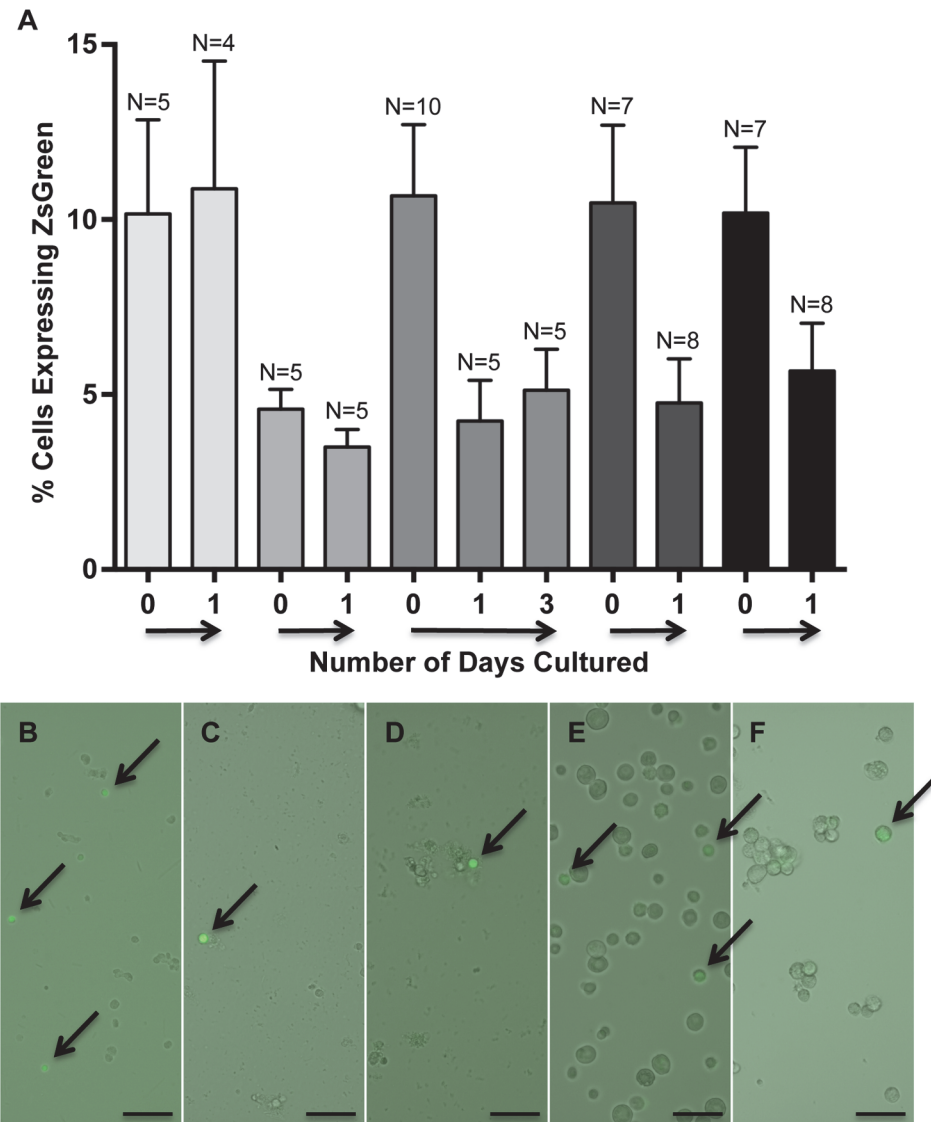 A
15
N=4
N=5
N=10
N=7
N=7
10
N=5
N=5
N=5
N=5
N=8
N=8
5
0
% Cells Expressing ZsGreen
0 1 0 1 0 1 3 0 1 0 1
Number of Days Cultured
B C D E F